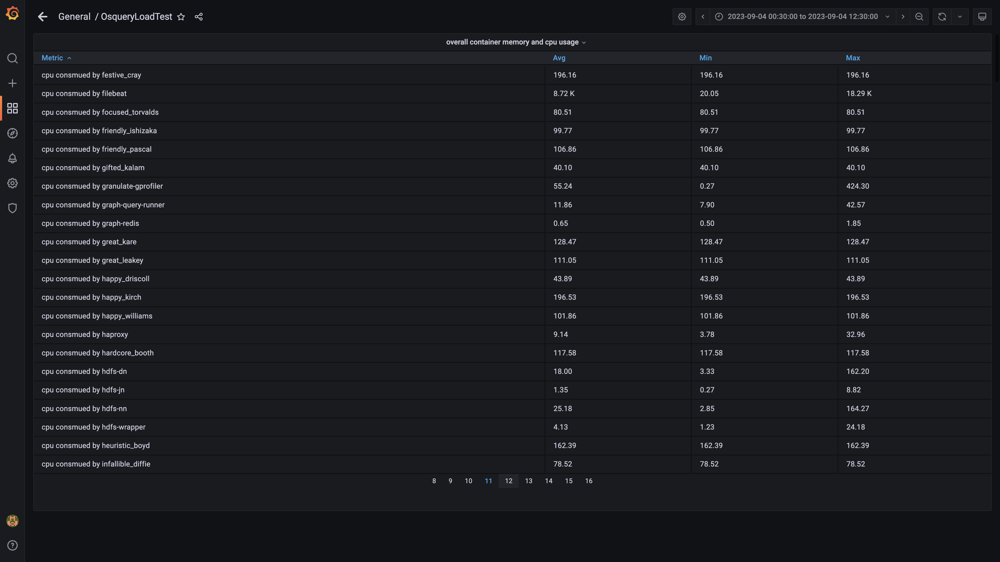 General / OsqueryLoadTest
2023-09-04 00:30:00 to 2023-09-04 12:30:00
overall container memory and cpu usage
Metric Avg Min Max
cpu consmued by festive_cray 196.16 196.16 196.16
cpu consmued by filebeat 8.72 K 20.05 18.29 K
cpu consmued by focused_torvalds 80.51 80.51 80.51
cpu consmued by friendly_ishizaka 99.77 99.77 99.77
cpu consmued by friendly_pascal 106.86 106.86 106.86
cpu consmued by gifted_kalam 40.10 40.10 40.10
cpu consmued by granulate-gprofiler 55.24 0.27 424.30
cpu consmued by graph-query-runner 11.86 7.90 42.57
cpu consmued by graph-redis 0.65 0.50 1.85
cpu consmued by great_kare 128.47 128.47 128.47
cpu consmued by great_leakey 111.05 111.05 111.05
cpu consmued by happy_driscoll 43.89 43.89 43.89
cpu consmued by happy_kirch 196.53 196.53 196.53
cpu consmued by happy_williams 101.86 101.86 101.86
cpu consmued by haproxy 9.14 3.78 32.96
cpu consmued by hardcore_booth 117.58 117.58 117.58
cpu consmued by hdfs-dn 18.00 3.33 162.20
cpu consmued by hdfs-jn 1.35 0.27 8.82
cpu consmued by hdfs-nn 25.18 2.85 164.27
cpu consmued by hdfs-wrapper 4.13 1.23 24.18
cpu consmued by heuristic_boyd 162.39 162.39 162.39
cpu consmued by infallible_diffie 78.52 78.52 78.52
8 9 10 11 12 13 14 15 16